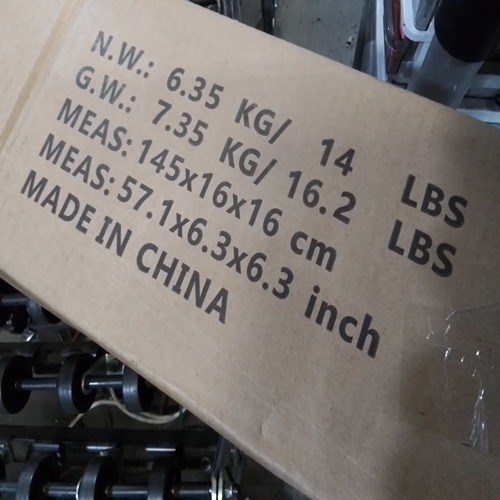 N.W.: 6.35 KG/ 14 LBS
G.W.: 7.35 KG/ 16.2 LBS
MEAS: 145x16x16 cm
MEAS: 57.1x6.3x6.3 inch
MADE IN CHINA